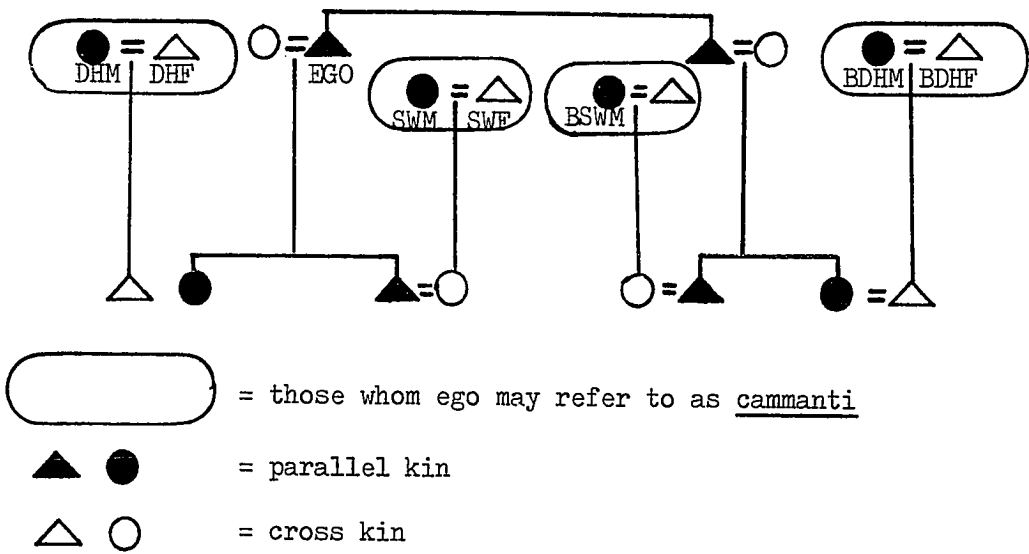 DHM DHF
EGO
SWM SWF
BSWM
BDHM BDHF
= those whom ego may refer to as cammanti
= parallel kin
= cross kin